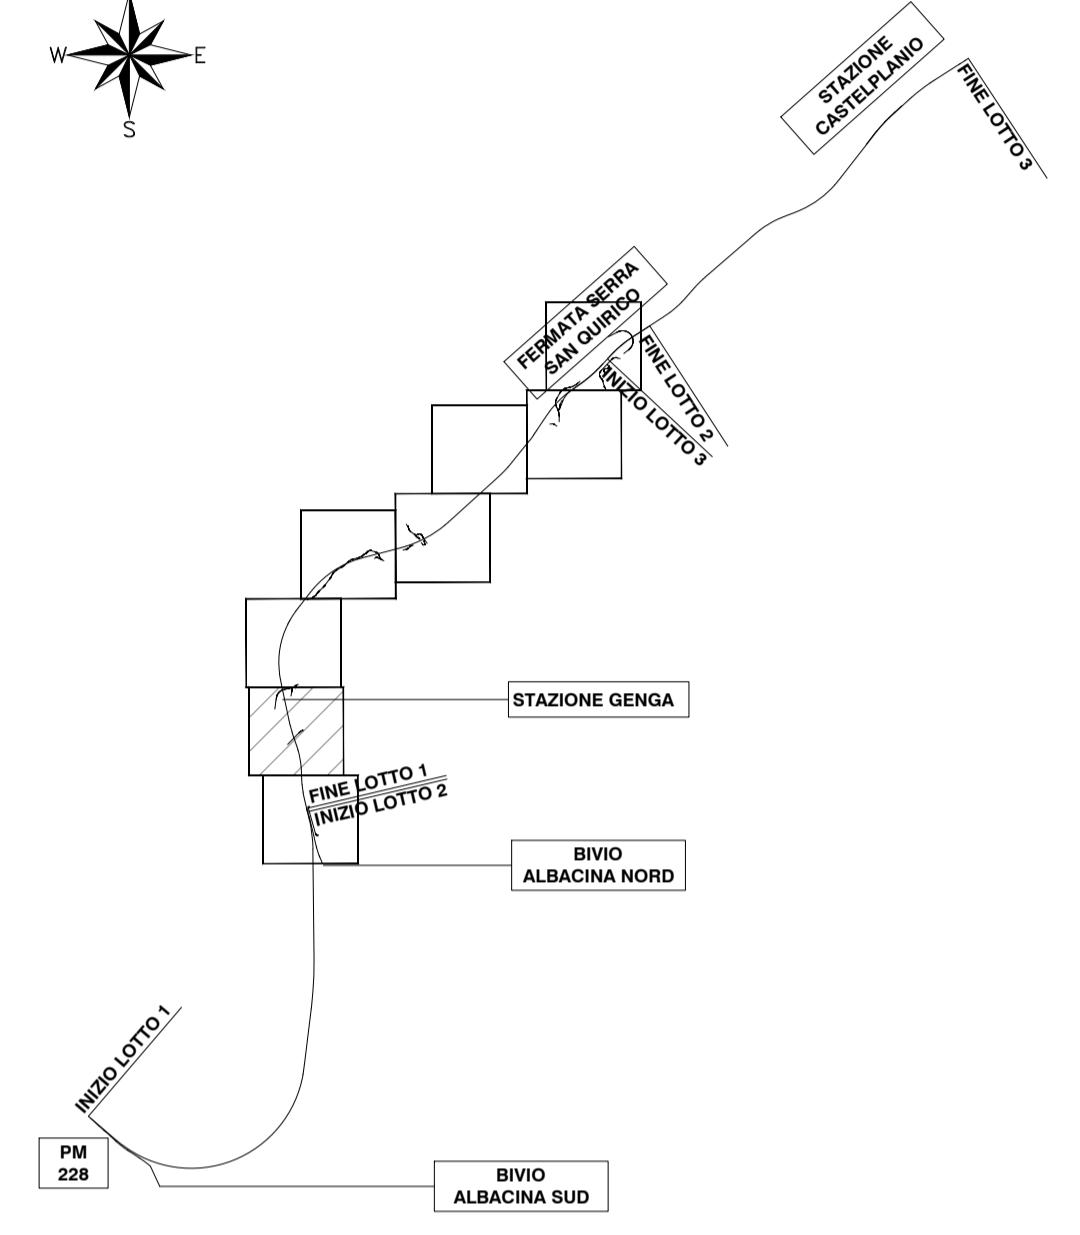 W
E
S
STAZIONE
CASTELPLANIO
FINE LOTTO 3
FERMATA SERRA
SAN QUIRICO
FINE LOTTO 2
INIZIO LOTTO 3
STAZIONE GENGA
FINE LOTTO 1
INIZIO LOTTO 2
BIVIO
ALBACINA NORD
INIZIO LOTTO 1
PM
228
BIVIO
ALBACINA SUD